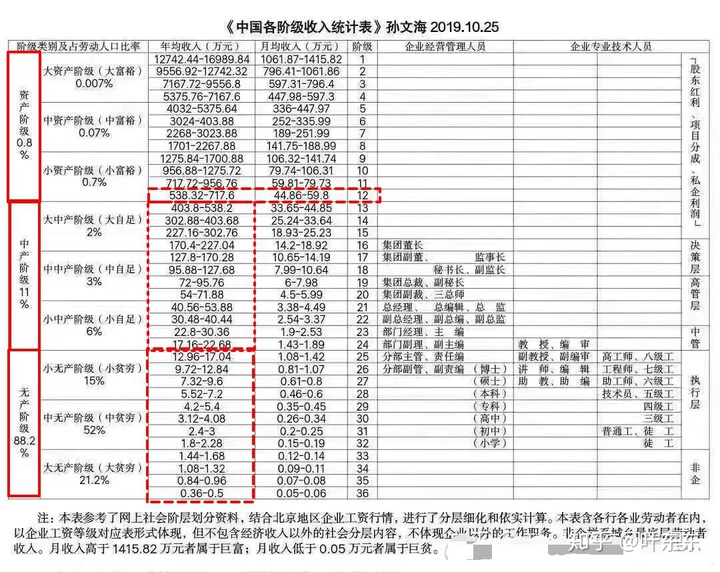 《中国各阶级收入统计表》孙文海 2019.10.25
阶级类别及占劳动人口比率 年均收入（万元） 月均收入（万元） 阶级 企业经营管理人员 企业专业技术人员
资产阶级0.8%
大资产阶级（大富裕）0.007%
12742.44-16989.84 1061.87-1415.82 1
9556.92-12742.32 796.41-1061.86 2
7167.72-9556.8 597.31-796.4 3
5375.76-7167.6 447.98-597.3 4
中资产阶级（中富裕）0.07%
4032-5375.64 336-447.97 5
3024-403.88 252-335.99 6
2268-3023.88 189-251.99 7
1701-2267.88 141.75-188.99 8
小资产阶级（小富裕）0.7%
1275.84-1700.88 106.32-141.74 9
956.88-1275.72 79.74-106.31 10
717.72-956.76 59.81-79.73 11
538.32-717.6 44.86-59.8 12
『股东红利、项目分成、私企利润』
中产阶级11%
大中产阶级（大自足）2%
403.8-538.2 33.65-44.85 13
302.88-403.68 25.24-33.64 14
227.16-302.76 18.93-25.23 15
170.4-227.04 14.2-18.92 16 集团董长
中中产阶级（中自足）3%
127.8-170.28 10.65-14.19 17 集团副董、 监事长
95.88-127.68 7.99-10.64 18 秘书长、副监长
决策层
72-95.76 6-7.98 19 集团总裁、副秘长
54-71.88 4.5-5.99 20 集团副裁、三总师
小中产阶级（小自足）6%
40.56-53.88 3.38-4.49 21 总经理、 总编辑、总 监
30.48-40.44 2.54-3.37 22 副总经理、副总编、副总监
高管层
22.8-30.36 1.9-2.53 23 部门经理、主 编
17.16-22.68 1.43-1.89 24 部门副理、副主编 教 授、编 审
中管
无产阶级88.2%
小无产阶级（小贫穷）15%
12.96-17.04 1.08-1.42 25 分部主管、责任编 副教授、副编审 高工师、八级工
9.72-12.84 0.81-1.07 26 分部副管、副责编（博士） 讲 师、编 辑 工程师、七级工
7.32-9.6 0.61-0.8 27 （硕士） 助 教、助 编 助工师、六级工
5.52-7.2 0.46-0.6 28 （本科） 技术员、五级工
中无产阶级（中贫穷）52%
4.2-5.4 0.35-0.45 29 （专科） 四级工
3.12-4.08 0.26-0.34 30 （高中） 三级工
2.4-3 0.2-0.25 31 （初中） 普通工、徒 工
1.8-2.28 0.15-0.19 32 （小学） 徒 工
执行层
大无产阶级（大贫穷）21.2%
1.44-1.68 0.12-0.14 33
1.08-1.32 0.09-0.11 34
0.84-0.96 0.07-0.08 35
0.36-0.5 0.05-0.06 36
非企
注：本表参考了网上社会阶层划分资料，结合北京地区企业工资行情，进行了分层细化和依实计算。本表含各行各业劳动者在内，
以企业工资等级对应表形式体现，但不包含经济收入以外的社会分层内容，不体现企业以外的工作职务。
收入。月收入高于1415.82万元者属于巨富；月收入低于0.05万元者属于巨贫。
知乎